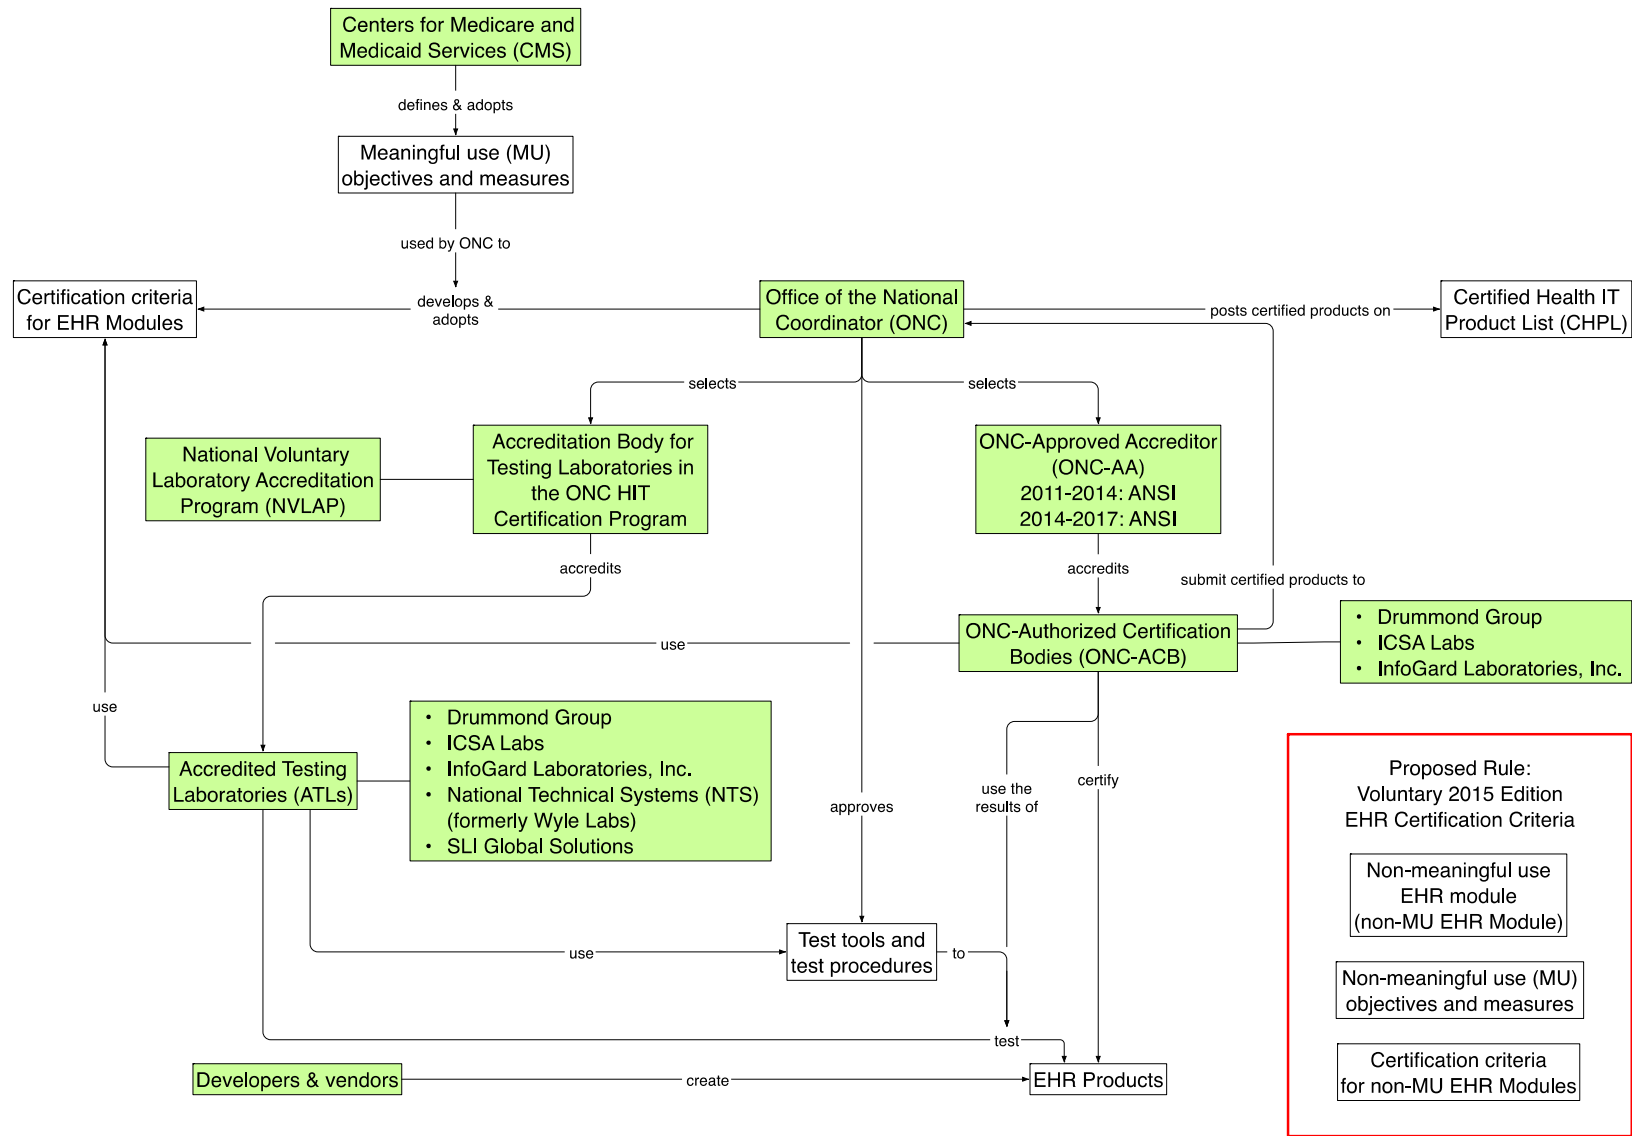 Centers for Medicare and
Medicaid Services (CMS)
defines & adopts
Meaningful use (MU)
objectives and measures
used by ONC to
Certification criteria
for EHR Modules
develops &
adopts
Office of the National
Coordinator (ONC)
posts certified products on
Certified Health IT
Product List (CHPL)
selects
selects
National Voluntary
Laboratory Accreditation
Program (NVLAP)
Accreditation Body for
Testing Laboratories in
the ONC HIT
Certification Program
ONC-Approved Accreditor
(ONC-AA)
2011-2014: ANSI
2014-2017: ANSI
accredits
accredits
submit certified products to
use
ONC-Authorized Certification
Bodies (ONC-ACB)
• Drummond Group
• ICSA Labs
• InfoGard Laboratories, Inc.
use
Accredited Testing
Laboratories (ATLs)
• Drummond Group
• ICSA Labs
• InfoGard Laboratories, Inc.
• National Technical Systems (NTS)
(formerly Wyle Labs)
• SLI Global Solutions
approves
use the
results of
certify
use
Test tools and
test procedures
to
test
Developers & vendors
create
EHR Products
Proposed Rule:
Voluntary 2015 Edition
EHR Certification Criteria
Non-meaningful use
EHR module
(non-MU EHR Module)
Non-meaningful use (MU)
objectives and measures
Certification criteria
for non-MU EHR Modules